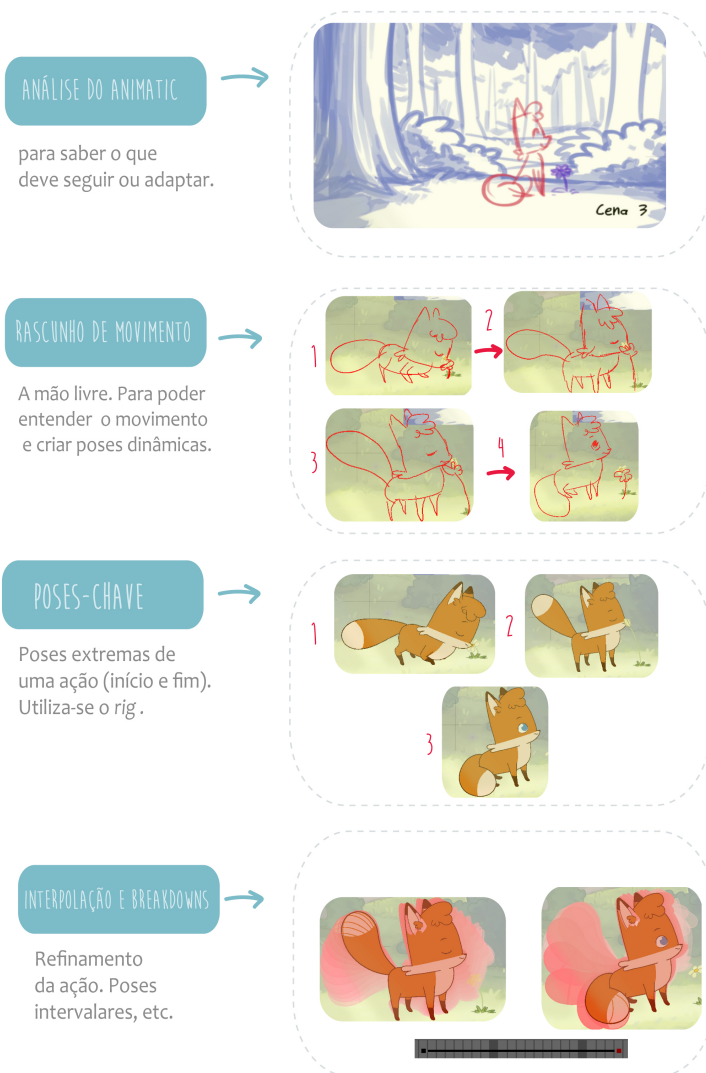 ANÁLISE DO ANIMATIC
para saber o que
deve seguir ou adaptar.
Cena 3
RASCUNHO DE MOVIMENTO
A mão livre. Para poder
entender o movimento
e criar poses dinâmicas.
1
2
3
4
POSES-CHAVE
Poses extremas de
uma ação (início e fim).
Utiliza-se o rig .
1
2
3
INTERPOLAÇÃO E BREAKDOWNS
Refinamento
da ação. Poses
intervalares, etc.